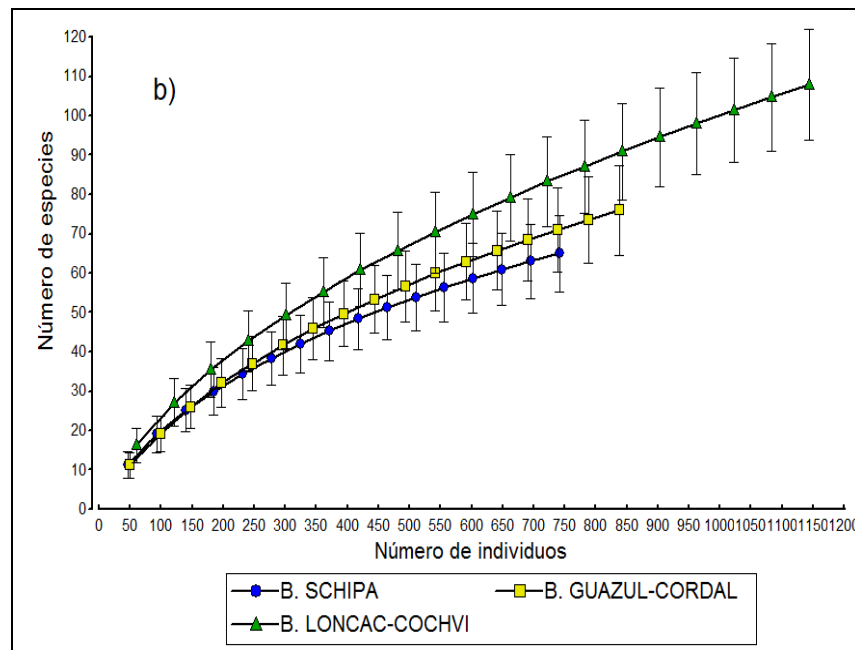 b)
Número de especies
120
110
100
90
80
70
60
50
40
30
20
10
0
0 50 100 150 200 250 300 350 400 450 500 550 600 650 700 750 800 850 900 950 1000 1050 1100 1150 1200
Número de individuos
B. SCHIPA B. GUAZUL-CORDAL
B. LONCAC-COCHVI